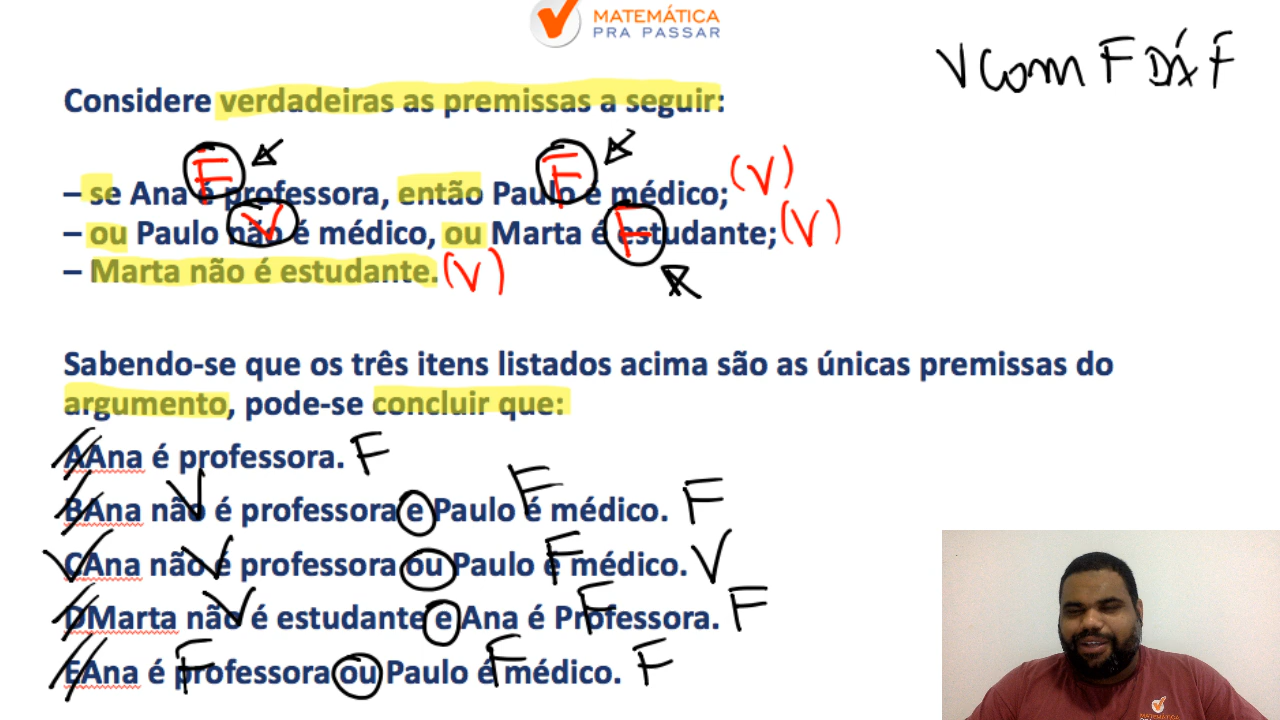 MATEMÁTICA
PRA PASSAR
V COM F DÁ F
Considere verdadeiras as premissas a seguir:
F F
– se Ana é professora, então Paulo é médico; (V)
V F
– ou Paulo não é médico, ou Marta é estudante; (V)
– Marta não é estudante. (V)
Sabendo-se que os três itens listados acima são as únicas premissas do
argumento, pode-se concluir que:
AAna é professora. F
V F
BAna não é professora e Paulo é médico. F
V F
CAna não é professora ou Paulo é médico. V
V F
DMarta não é estudante e Ana é Professora. F
F F
EAna é professora ou Paulo é médico. F
MATEMÁTICA